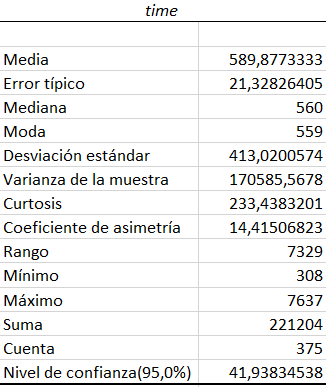 time
Media 589,8773333
Error típico 21,32826405
Mediana 560
Moda 559
Desviación estándar 413,0200574
Varianza de la muestra 170585,5678
Curtosis 233,4383201
Coeficiente de asimetría 14,41506823
Rango 7329
Mínimo 308
Máximo 7637
Suma 221204
Cuenta 375
Nivel de confianza(95,0%) 41,93834538